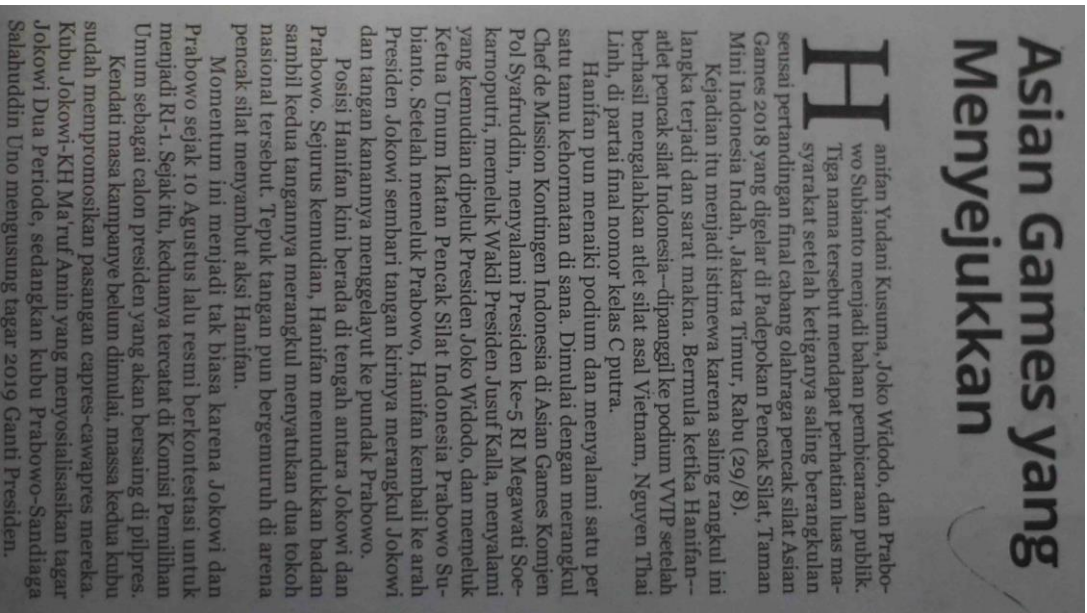 Asian Games yang
Menyejukkan
Hanifan Yudani Kusuma, Joko Widodo, dan Prabo-
wo Subianto menjadi bahan pembicaraan publik.
Tiga nama tersebut mendapat perhatian luas ma-
syarakat setelah ketiganya saling berangkulan
seusai pertandingan final cabang olahraga pencak silat Asian
Games 2018 yang digelar di Padepokan Pencak Silat, Taman
Mini Indonesia Indah, Jakarta Timur, Rabu (29/8).
Kejadian itu menjadi istimewa karena saling rangkul ini
langka terjadi dan sarat makna. Bermula ketika Hanifan--
atlet pencak silat Indonesia--dipanggil ke podium VVIP setelah
berhasil mengalahkan atlet silat asal Vietnam, Nguyen Thai
Linh, di partai final nomor kelas C putra.
Hanifan pun menaiki podium dan menyalami satu per
satu tamu kehormatan di sana. Dimulai dengan merangkul
Chef de Mission Kontingen Indonesia di Asian Games Komjen
Pol Syafruddin, menyalami Presiden ke-5 RI Megawati Soe-
karnoputri, memeluk Wakil Presiden Jusuf Kalla, menyalami
yang kemudian dipeluk Presiden Joko Widodo, dan memeluk
Ketua Umum Ikatan Pencak Silat Indonesia Prabowo Su-
bianto. Setelah memeluk Prabowo, Hanifan kembali ke arah
Presiden Jokowi sembari tangan kirinya merangkul Jokowi
dan tangan kanannya menggelayut ke pundak Prabowo.
Posisi Hanifan kini berada di tengah antara Jokowi dan
Prabowo. Sejurus kemudian, Hanifan menundukkan badan
sambil kedua tangannya merangkul menyatukan dua tokoh
nasional tersebut. Tepuk tangan pun bergemuruh di arena
pencak silat menyambut aksi Hanifan.
Momentum ini menjadi tak biasa karena Jokowi dan
Prabowo sejak 10 Agustus lalu resmi berkontestasi untuk
menjadi RI-1. Sejak itu, keduanya tercatat di Komisi Pemilihan
Umum sebagai calon presiden yang akan bersaing di pilpres.
Kendati masa kampanye belum dimulai, massa kedua kubu
sudah mempromosikan pasangan capres-cawapres mereka.
Kubu Jokowi-KH Ma'ruf Amin yang menyosialisasikan tagar
Jokowi Dua Periode, sedangkan kubu Prabowo-Sandiaga
Salahuddin Uno mengusung tagar 2019 Ganti Presiden.